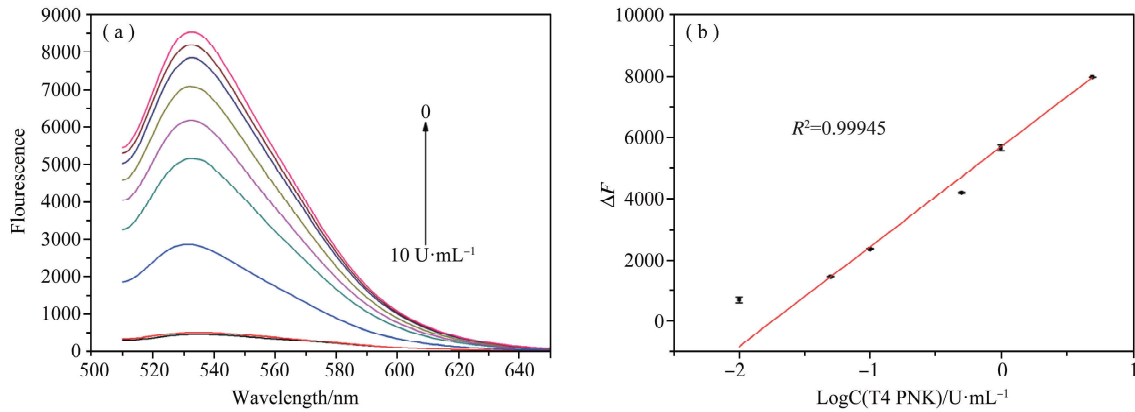 ( a )
9000
8000
7000
6000
5000
4000
3000
2000
1000
0
Flourescence
0
10 U·mL⁻¹
500 520 540 560 580 600 620 640
Wavelength/nm
( b )
10000
8000
6000
4000
2000
0
ΔF
R²=0.99945
−2 −1 0 1
LogC(T4 PNK)/U·mL⁻¹